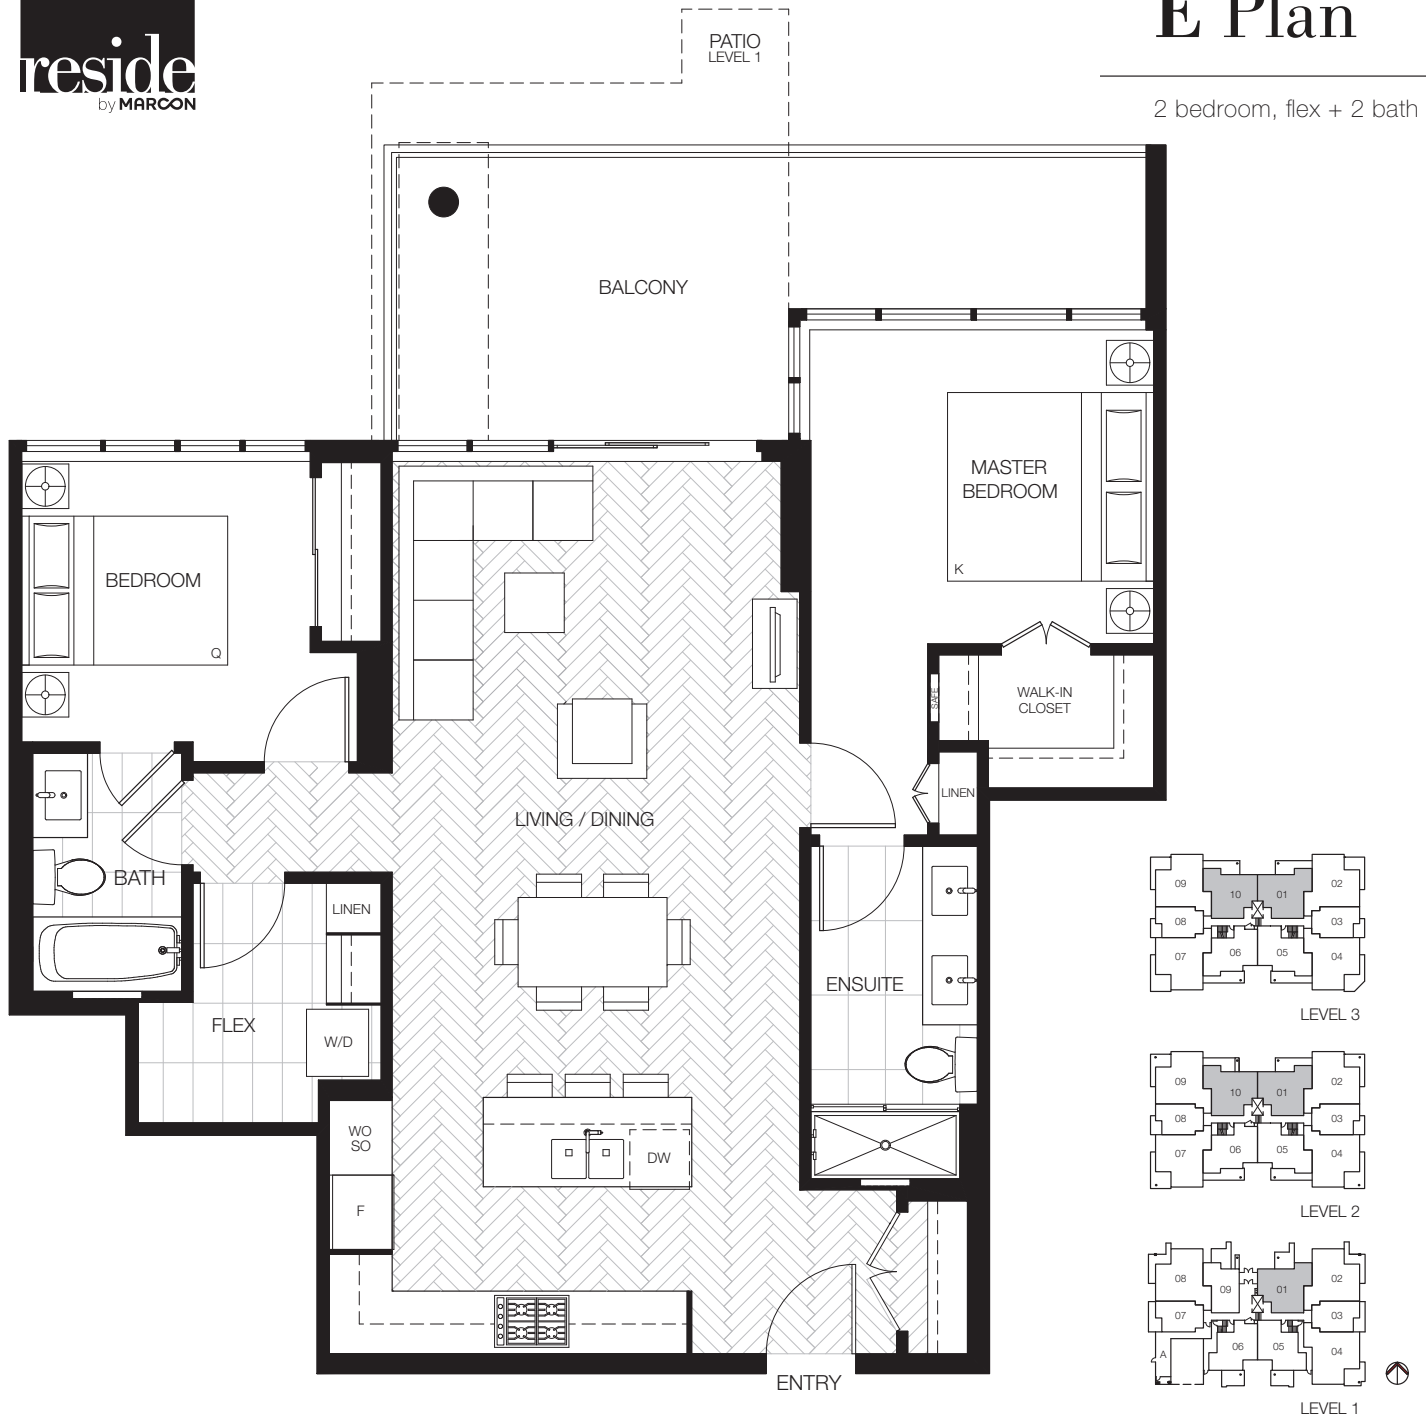 reside
by MARCON
E Plan
2 bedroom, flex + 2 bath
PATIO
LEVEL 1
BALCONY
MASTER
BEDROOM
K
BEDROOM
Q
SAFE
WALK-IN
CLOSET
LINEN
LIVING / DINING
BATH
LINEN
ENSUITE
FLEX
W/D
WO
SO
DW
F
ENTRY
09
10
01
02
08
03
07
06
05
04
LEVEL 3
09
10
01
02
08
03
07
06
05
04
LEVEL 2
08
09
01
02
07
03
A
06
05
04
LEVEL 1